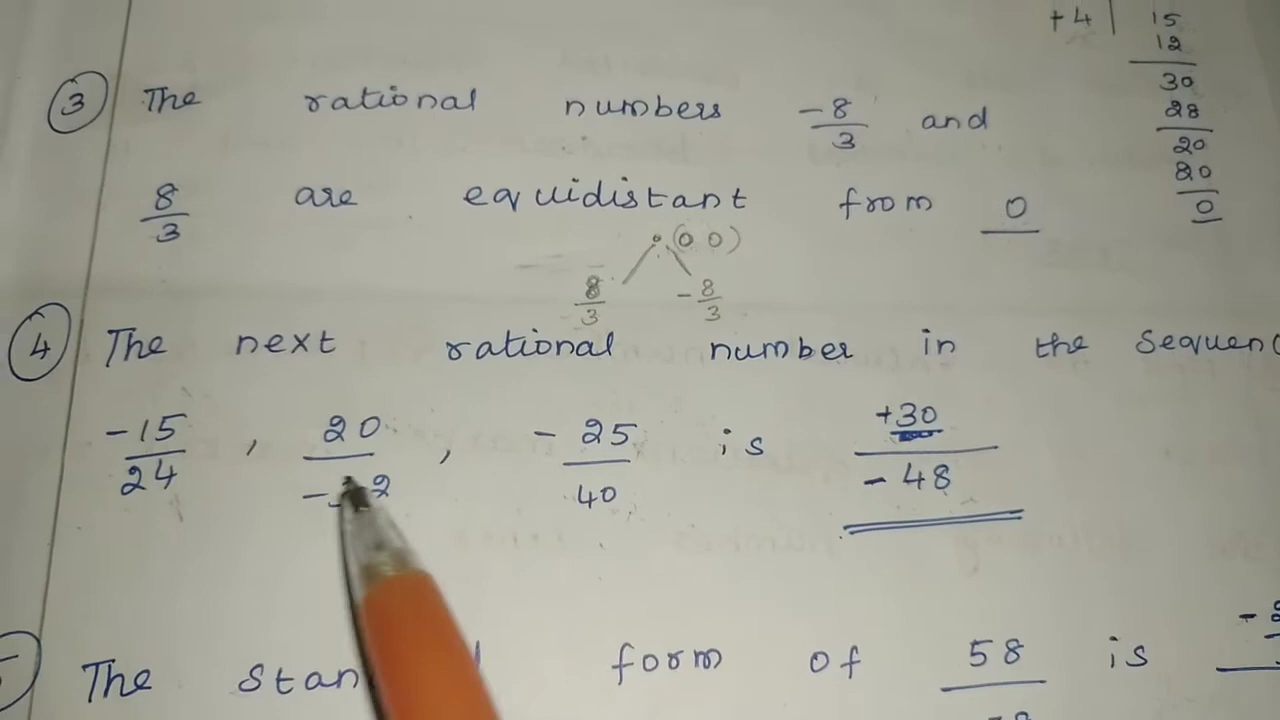 +4 | 15
12
30
28
20
20
0
③ The rational numbers -8/3 and
8/3 are equidistant from 0
(0 0)
8/3 -8/3
④ The next rational number in the
-15/24 , 20/ , -25/40 is +30/-48
The form of 58 is